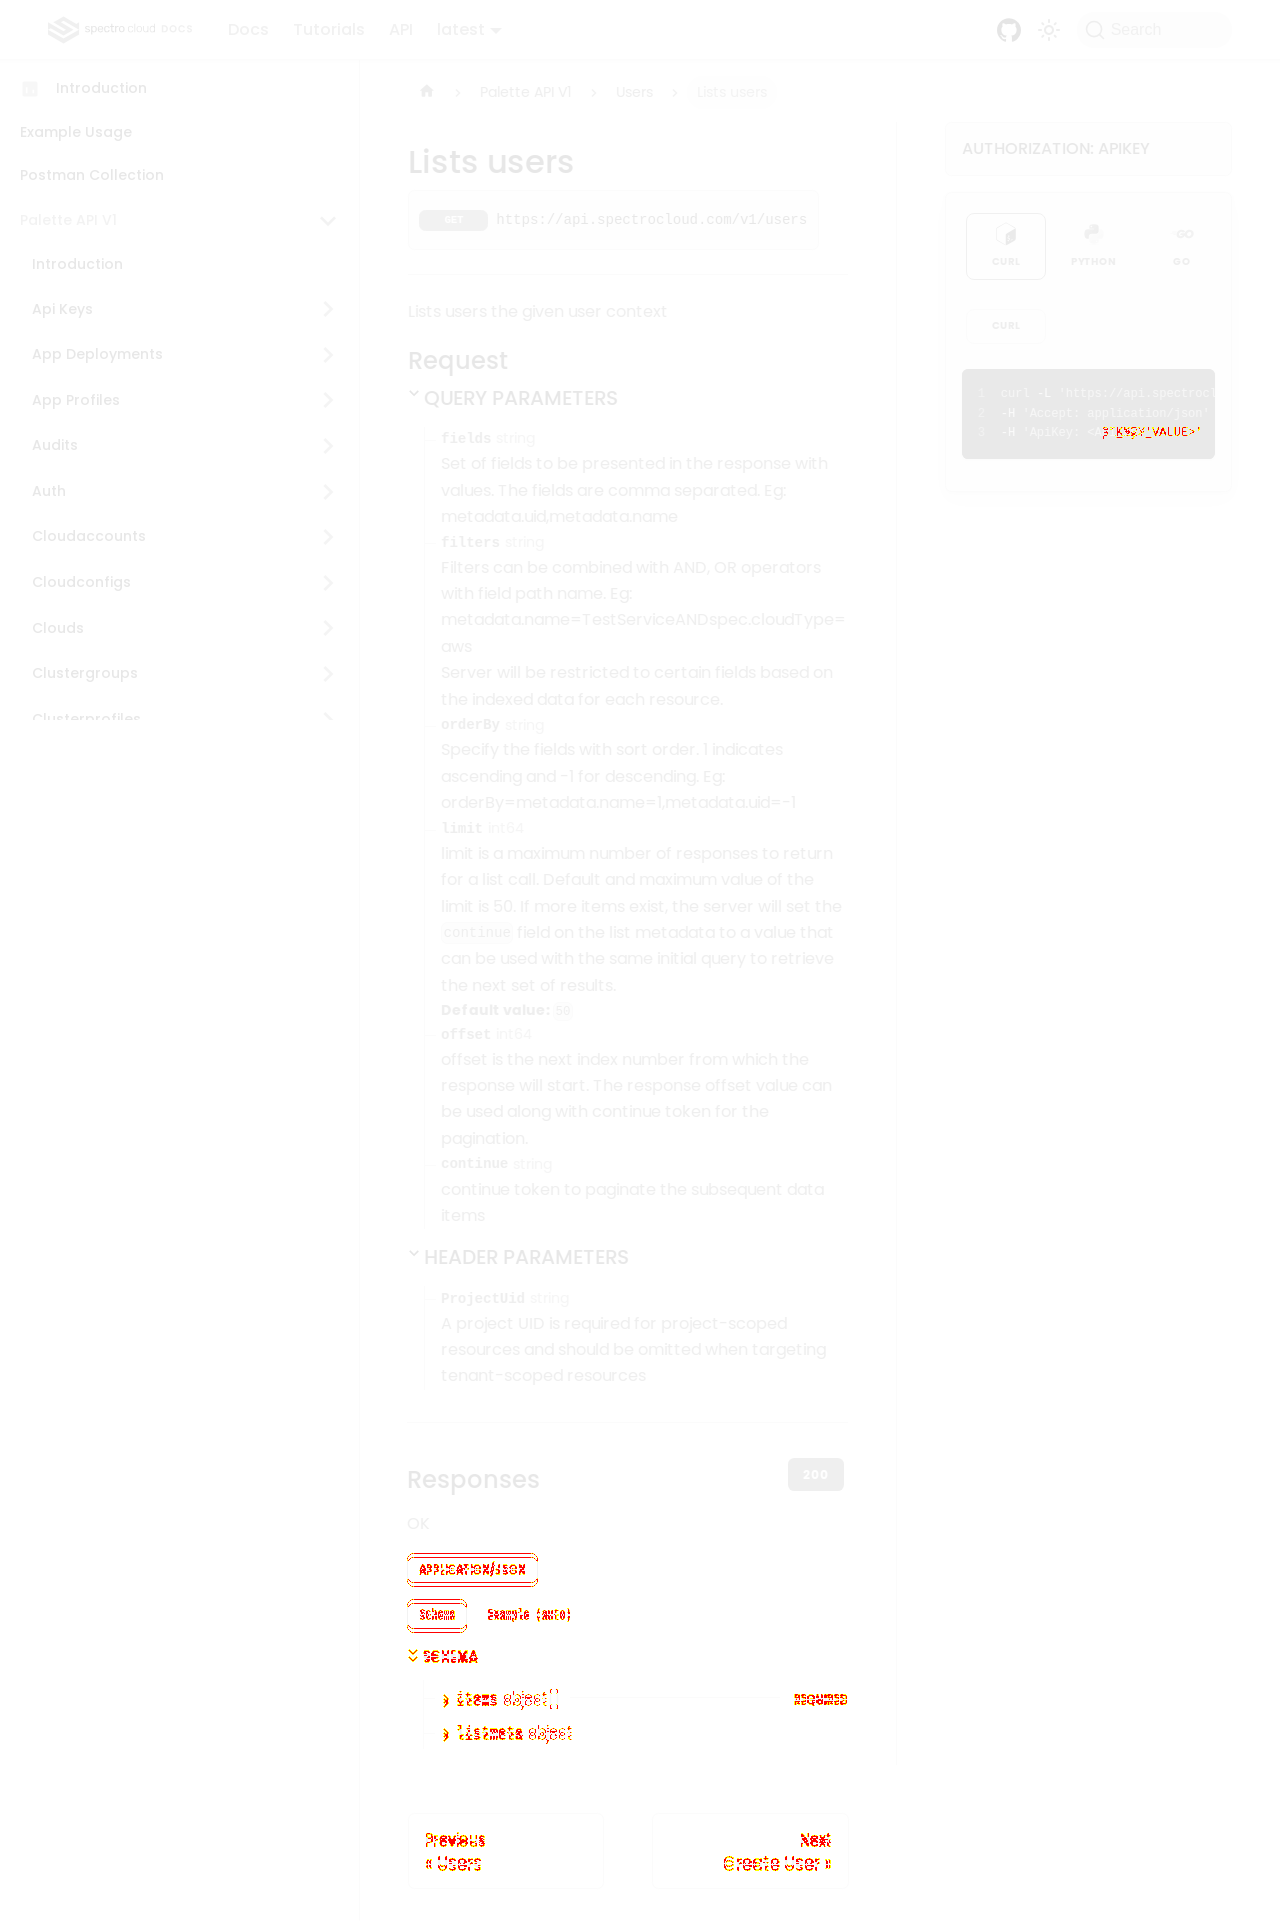 spectro cloud DOCS
Docs Tutorials API latest
Search
Introduction
Example Usage
Postman Collection
Palette API V1
Introduction
Api Keys
App Deployments
App Profiles
Audits
Auth
Cloudaccounts
Cloudconfigs
Clouds
Clustergroups
Clusterprofiles
Palette API V1 > Users > Lists users
Lists users
GET https://api.spectrocloud.com/v1/users
Lists users the given user context
Request
QUERY PARAMETERS
fields string
Set of fields to be presented in the response with
values. The fields are comma separated. Eg:
metadata.uid,metadata.name
filters string
Filters can be combined with AND, OR operators
with field path name. Eg:
metadata.name=TestServiceANDspec.cloudType=
aws
Server will be restricted to certain fields based on
the indexed data for each resource.
orderBy string
Specify the fields with sort order. 1 indicates
ascending and -1 for descending. Eg:
orderBy=metadata.name=1,metadata.uid=-1
limit int64
limit is a maximum number of responses to return
for a list call. Default and maximum value of the
limit is 50. If more items exist, the server will set the
continue field on the list metadata to a value that
can be used with the same initial query to retrieve
the next set of results.
Default value: 50
offset int64
offset is the next index number from which the
response will start. The response offset value can
be used along with continue token for the
pagination.
continue string
continue token to paginate the subsequent data
items
HEADER PARAMETERS
ProjectUid string
A project UID is required for project-scoped
resources and should be omitted when targeting
tenant-scoped resources
Responses
200
OK
APPLICATION/JSON
Schema Example (auto)
SCHEMA
items object[] REQUIRED
listmeta object
Previous
« Users
Next
Create User »
AUTHORIZATION: APIKEY
CURL PYTHON GO
CURL
1 curl -L 'https://api.spectrocl
2 -H 'Accept: application/json'
3 -H 'ApiKey: VALUE>'